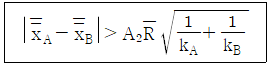 |x̿_A − x̿_B| > A₂R̄ √(1/k_A + 1/k_B)